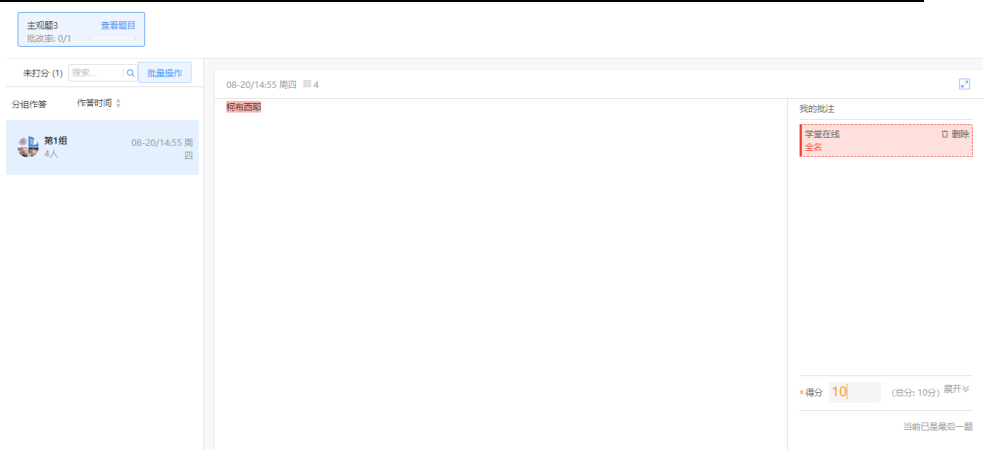 主观题3 查看题目
批改率: 0/1
未打分 (1) 搜索... 批量操作
分组作答 作答时间
第1组 08-20/14:55 周四
4人
08-20/14:55 周四 4
柯布西耶
我的批注
学堂在线 删除
全名
*得分 10 (总分: 10分) 展开
当前已是最后一题